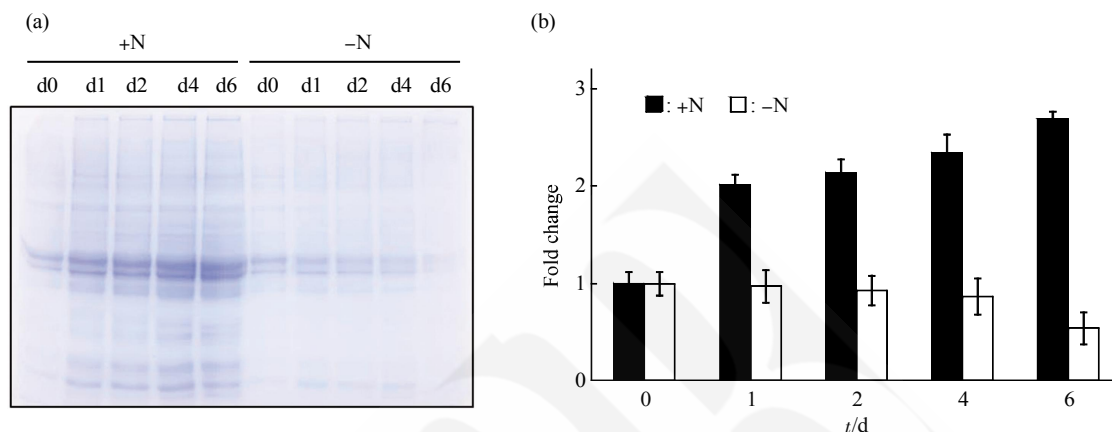 (a)
+N
−N
d0 d1 d2 d4 d6 d0 d1 d2 d4 d6
(b)
3
: +N : −N
2
Fold change
1
0
0 1 2 4 6
t/d